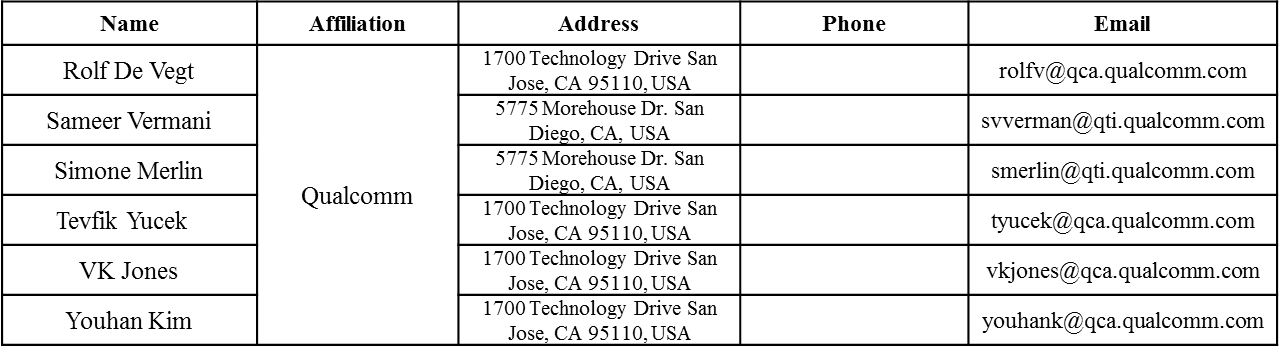 Name Affiliation Address Phone Email
Rolf De Vegt
Qualcomm
1700 Technology Drive San
Jose, CA 95110, USA
rolfv@qca.qualcomm.com
Sameer Vermani
5775 Morehouse Dr. San
Diego, CA, USA
svverman@qti.qualcomm.com
Simone Merlin
5775 Morehouse Dr. San
Diego, CA, USA
smerlin@qti.qualcomm.com
Tevfik Yucek
1700 Technology Drive San
Jose, CA 95110, USA
tyucek@qca.qualcomm.com
VK Jones
1700 Technology Drive San
Jose, CA 95110, USA
vkjones@qca.qualcomm.com
Youhan Kim
1700 Technology Drive San
Jose, CA 95110, USA
youhank@qca.qualcomm.com